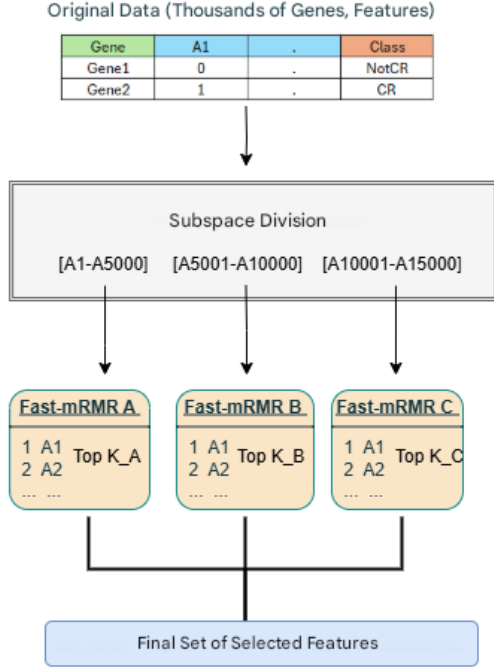 Original Data (Thousands of Genes, Features)
Gene A1 . Class
Gene1 0 . NotCR
Gene2 1 . CR
Subspace Division
[A1-A5000] [A5001-A10000] [A10001-A15000]
Fast-mRMR A Fast-mRMR B Fast-mRMR C
1 A1 Top K_A 1 A1 Top K_B 1 A1 Top K_C
2 A2 2 A2 2 A2
... ... ... ... ... ...
Final Set of Selected Features